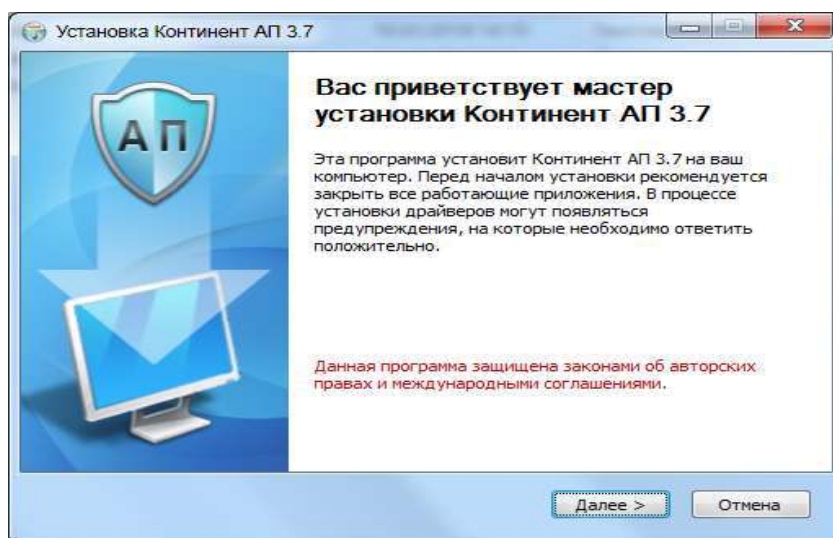 Установка Континент АП 3.7
АП
Вас приветствует мастер
установки Континент АП 3.7
Эта программа установит Континент АП 3.7 на ваш
компьютер. Перед началом установки рекомендуется
закрыть все работающие приложения. В процессе
установки драйверов могут появляться
предупреждения, на которые необходимо ответить
положительно.
Данная программа защищена законами об авторских
правах и международными соглашениями.
Далее >
Отмена